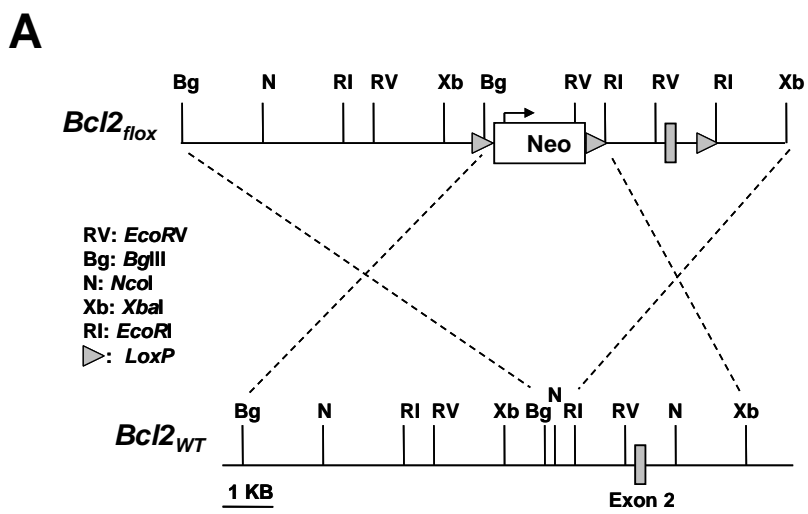 A
Bg N RI RV Xb Bg RV RI RV RI Xb
Bcl2flox
Neo
RV: EcoRV
Bg: BglII
N: NcoI
Xb: XbaI
RI: EcoRI
: LoxP
N
Bg N RI RV Xb Bg RI RV N Xb
Bcl2WT
1 KB
Exon 2